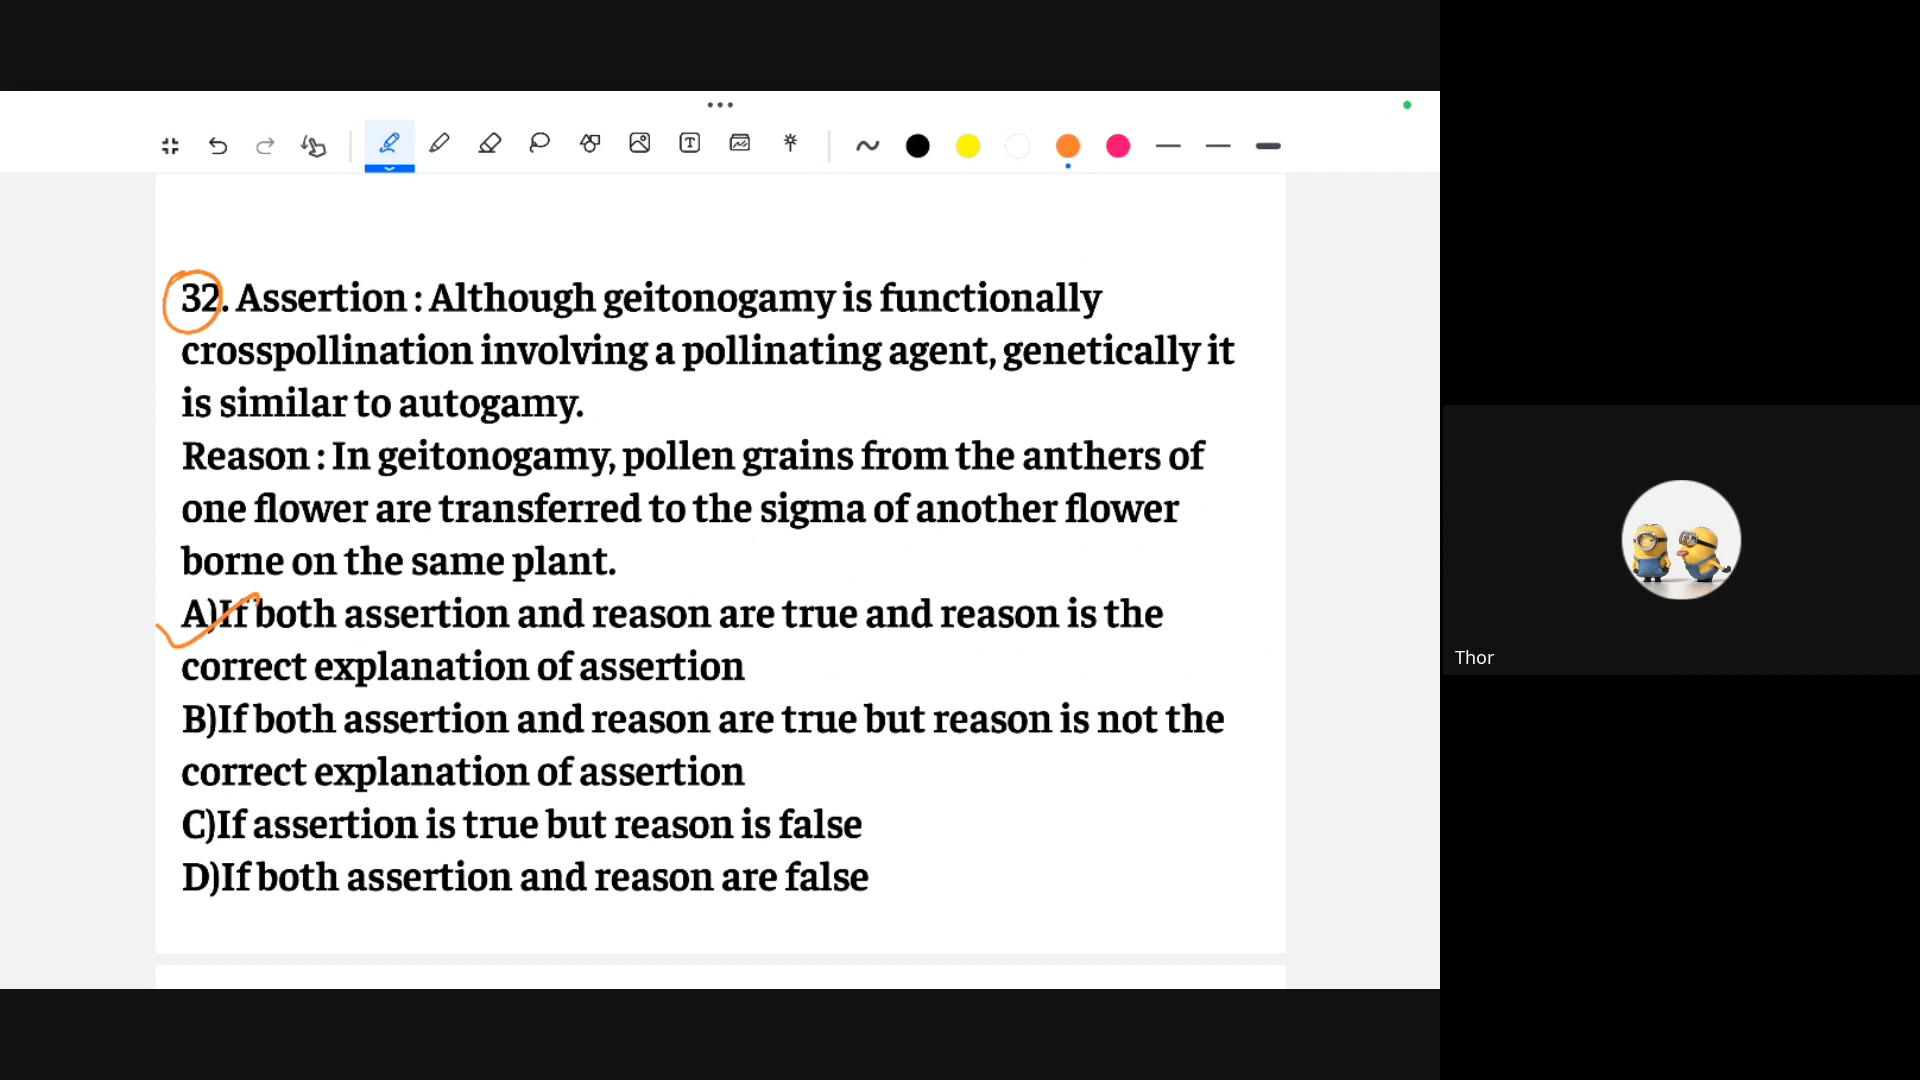 32. Assertion : Although geitonogamy is functionally
crosspollination involving a pollinating agent, genetically it
is similar to autogamy.
Reason : In geitonogamy, pollen grains from the anthers of
one flower are transferred to the sigma of another flower
borne on the same plant.
A)If both assertion and reason are true and reason is the
correct explanation of assertion
B)If both assertion and reason are true but reason is not the
correct explanation of assertion
C)If assertion is true but reason is false
D)If both assertion and reason are false
Thor